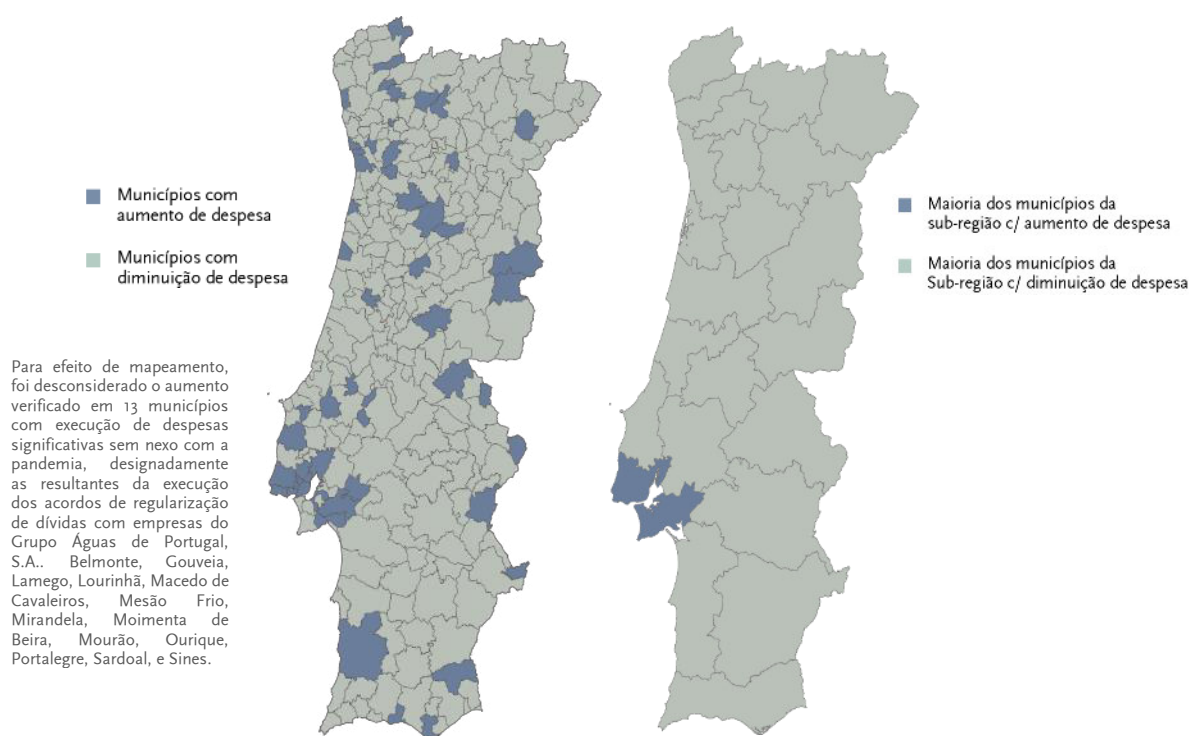 Municípios com
aumento de despesa
Municípios com
diminuição de despesa
Para efeito de mapeamento,
foi desconsiderado o aumento
verificado em 13 municípios
com execução de despesas
significativas sem nexo com a
pandemia, designadamente
as resultantes da execução
dos acordos de regularização
de dívidas com empresas do
Grupo Águas de Portugal,
S.A.. Belmonte, Gouveia,
Lamego, Lourinhã, Macedo de
Cavaleiros, Mesão Frio,
Mirandela, Moimenta de
Beira, Mourão, Ourique,
Portalegre, Sardoal, e Sines.
Maioria dos municípios da
sub-região c/ aumento de despesa
Maioria dos municípios da
Sub-região c/ diminuição de despesa